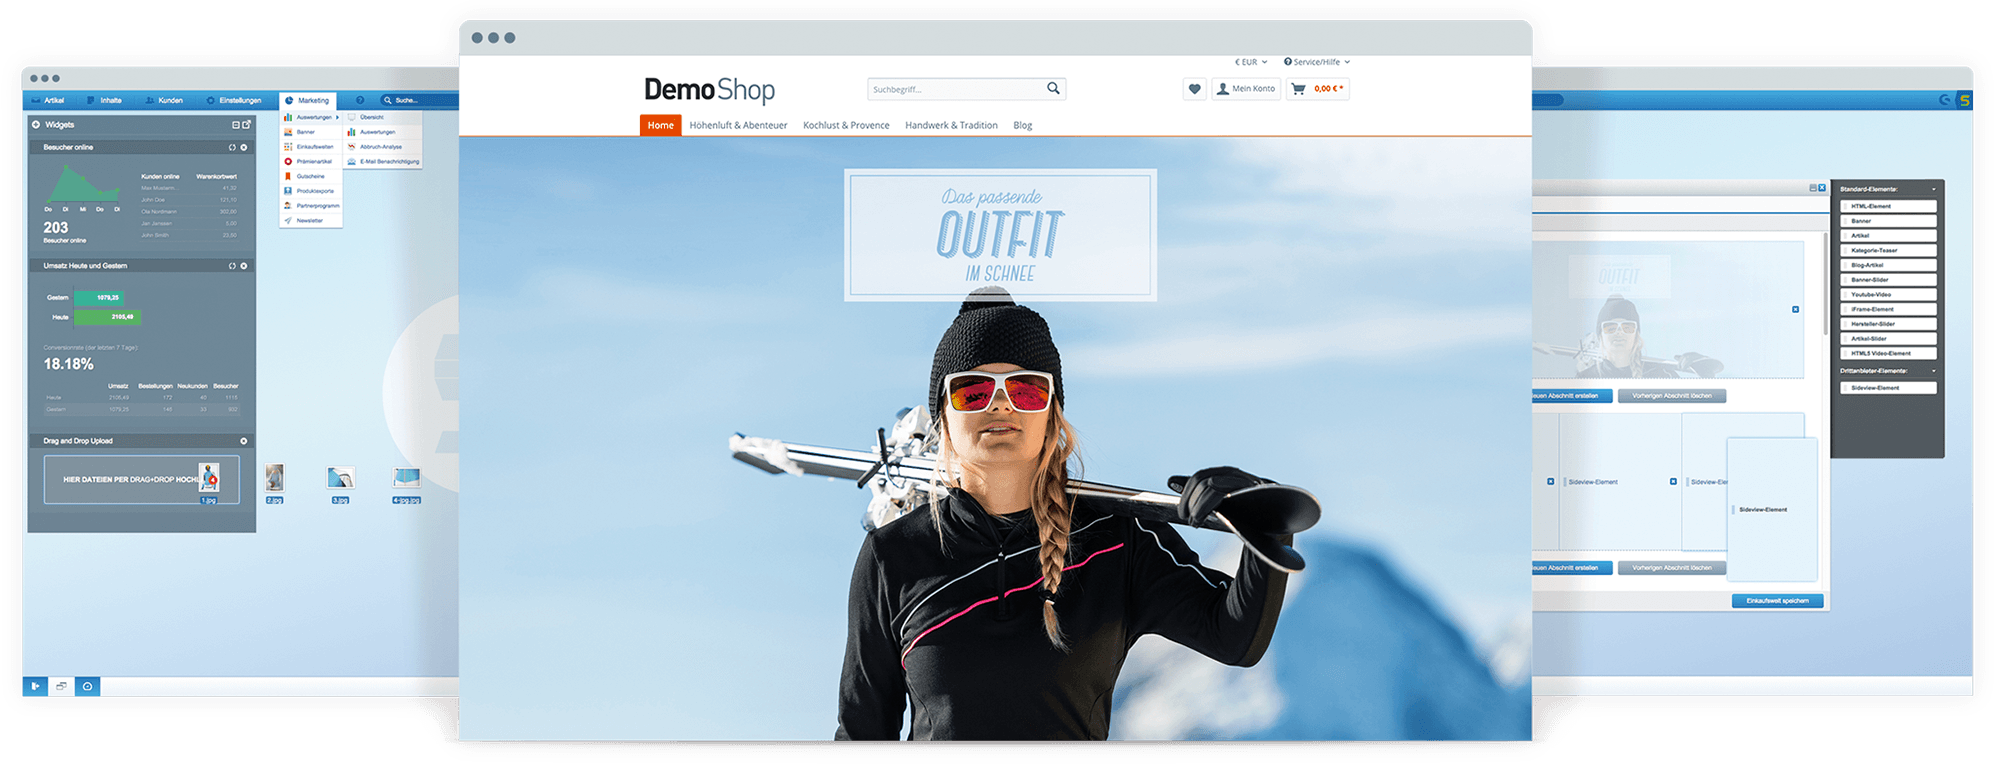 Artikel
Inhalte
Kunden
Einstellungen
Marketing
Suche...
Widgets
Besucher online
Kunden online Warenkorbwert
Max Musterm... 41,32
John Doe 121,10
Ole Nordmann 302,00
Jan Janssen 5,00
John Smith 23,60
Do Di Mi Do Di
203
Besucher online
Umsatz Heute und Gestern
Gestern 1079,25
Heute 2105,49
Conversionrate (der letzten 7 Tage):
18.18%
Umsatz Bestellungen Neukunden Besucher
Heute 2105,49 172 45 1115
Gestern 1079,25 148 33 932
Drag and Drop Upload
HIER DATEIEN PER DRAG+DROP HOCHL
1.jpg
2.jpg
3.jpg
4-jpg.jpg
Auswertungen
Banner
Einkaufswelten
Prämienartikel
Gutscheine
Produktexporte
Partnerprogramm
Newsletter
Übersicht
Auswertungen
Abbruch-Analyse
E-Mail Benachrichtigung
€ EUR
Service/Hilfe
DemoShop
Suchbegriff...
Mein Konto
0,00 € *
Home
Höhenluft & Abenteuer
Kochlust & Provence
Handwerk & Tradition
Blog
Das passende
OUTFIT
IM SCHNEE
OUTFIT
Standard-Elemente:
HTML-Element
Banner
Artikel
Kategorie-Teaser
Blog-Artikel
Banner-Slider
Youtube-Video
iFrame-Element
Hersteller-Slider
Artikel-Slider
HTML5 Video-Element
Drittanbieter-Elemente:
Sideview-Element
euen Abschnitt erstellen
Vorherigen Abschnitt löschen
Sideview-Element
Sideview-Eler
Sideview-Element
euen Abschnitt erstellen
Vorherigen Abschnitt löschen
Einkaufswelt speichern